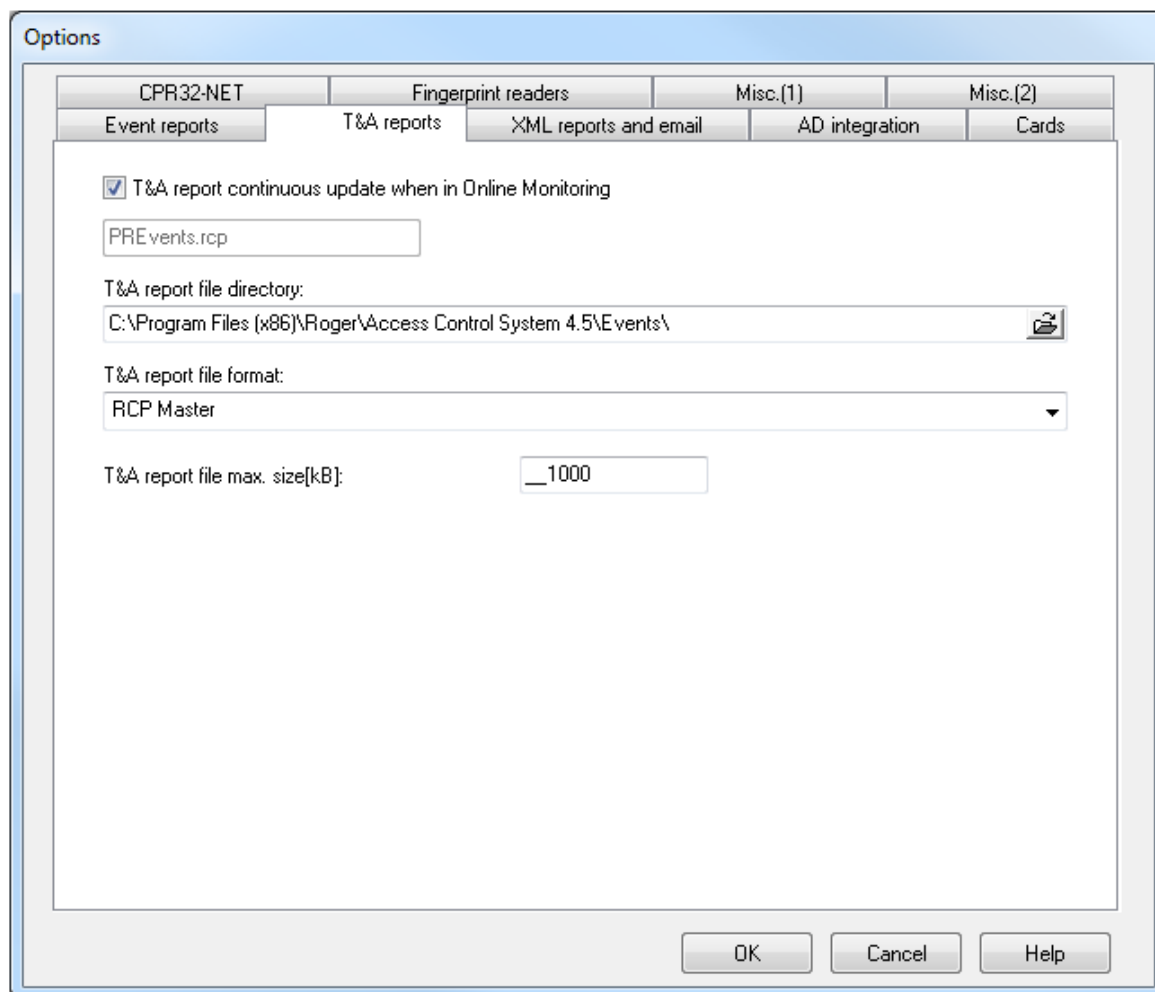 Options
CPR32-NET Fingerprint readers Misc.(1) Misc.(2)
Event reports T&A reports XML reports and email AD integration Cards
T&A report continuous update when in Online Monitoring
PREvents.rcp
T&A report file directory:
C:\Program Files (x86)\Roger\Access Control System 4.5\Events\
T&A report file format:
RCP Master
T&A report file max. size[kB]: __1000
OK Cancel Help